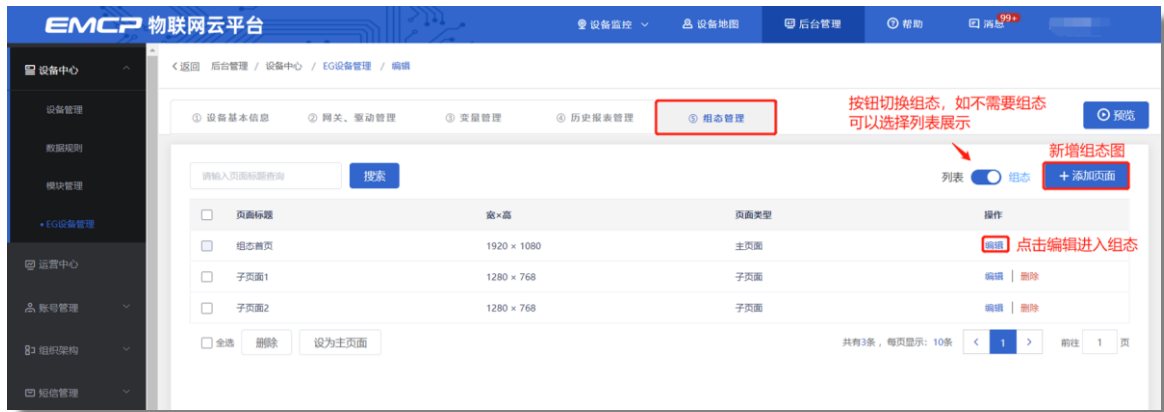 EMCP 物联网云平台
设备监控
设备地图
后台管理
帮助
消息
99+
设备中心
设备管理
数据规则
模块管理
•EG设备管理
运营中心
账号管理
组织架构
短信管理
<返回 后台管理 / 设备中心 / EG设备管理 / 编辑
① 设备基本信息
② 网关、驱动管理
③ 变量管理
④ 历史报表管理
⑤ 组态管理
按钮切换组态，如不需要组态
可以选择列表展示
预览
请输入页面标题查询
搜索
列表
组态
新增组态图
+ 添加页面
页面标题 宽×高 页面类型 操作
组态首页 1920 × 1080 主页面 编辑
点击编辑进入组态
子页面1 1280 × 768 子页面 编辑 | 删除
子页面2 1280 × 768 子页面 编辑 | 删除
全选
删除
设为主页面
共有3条，每页显示: 10条 < 1 > 前往 1 页